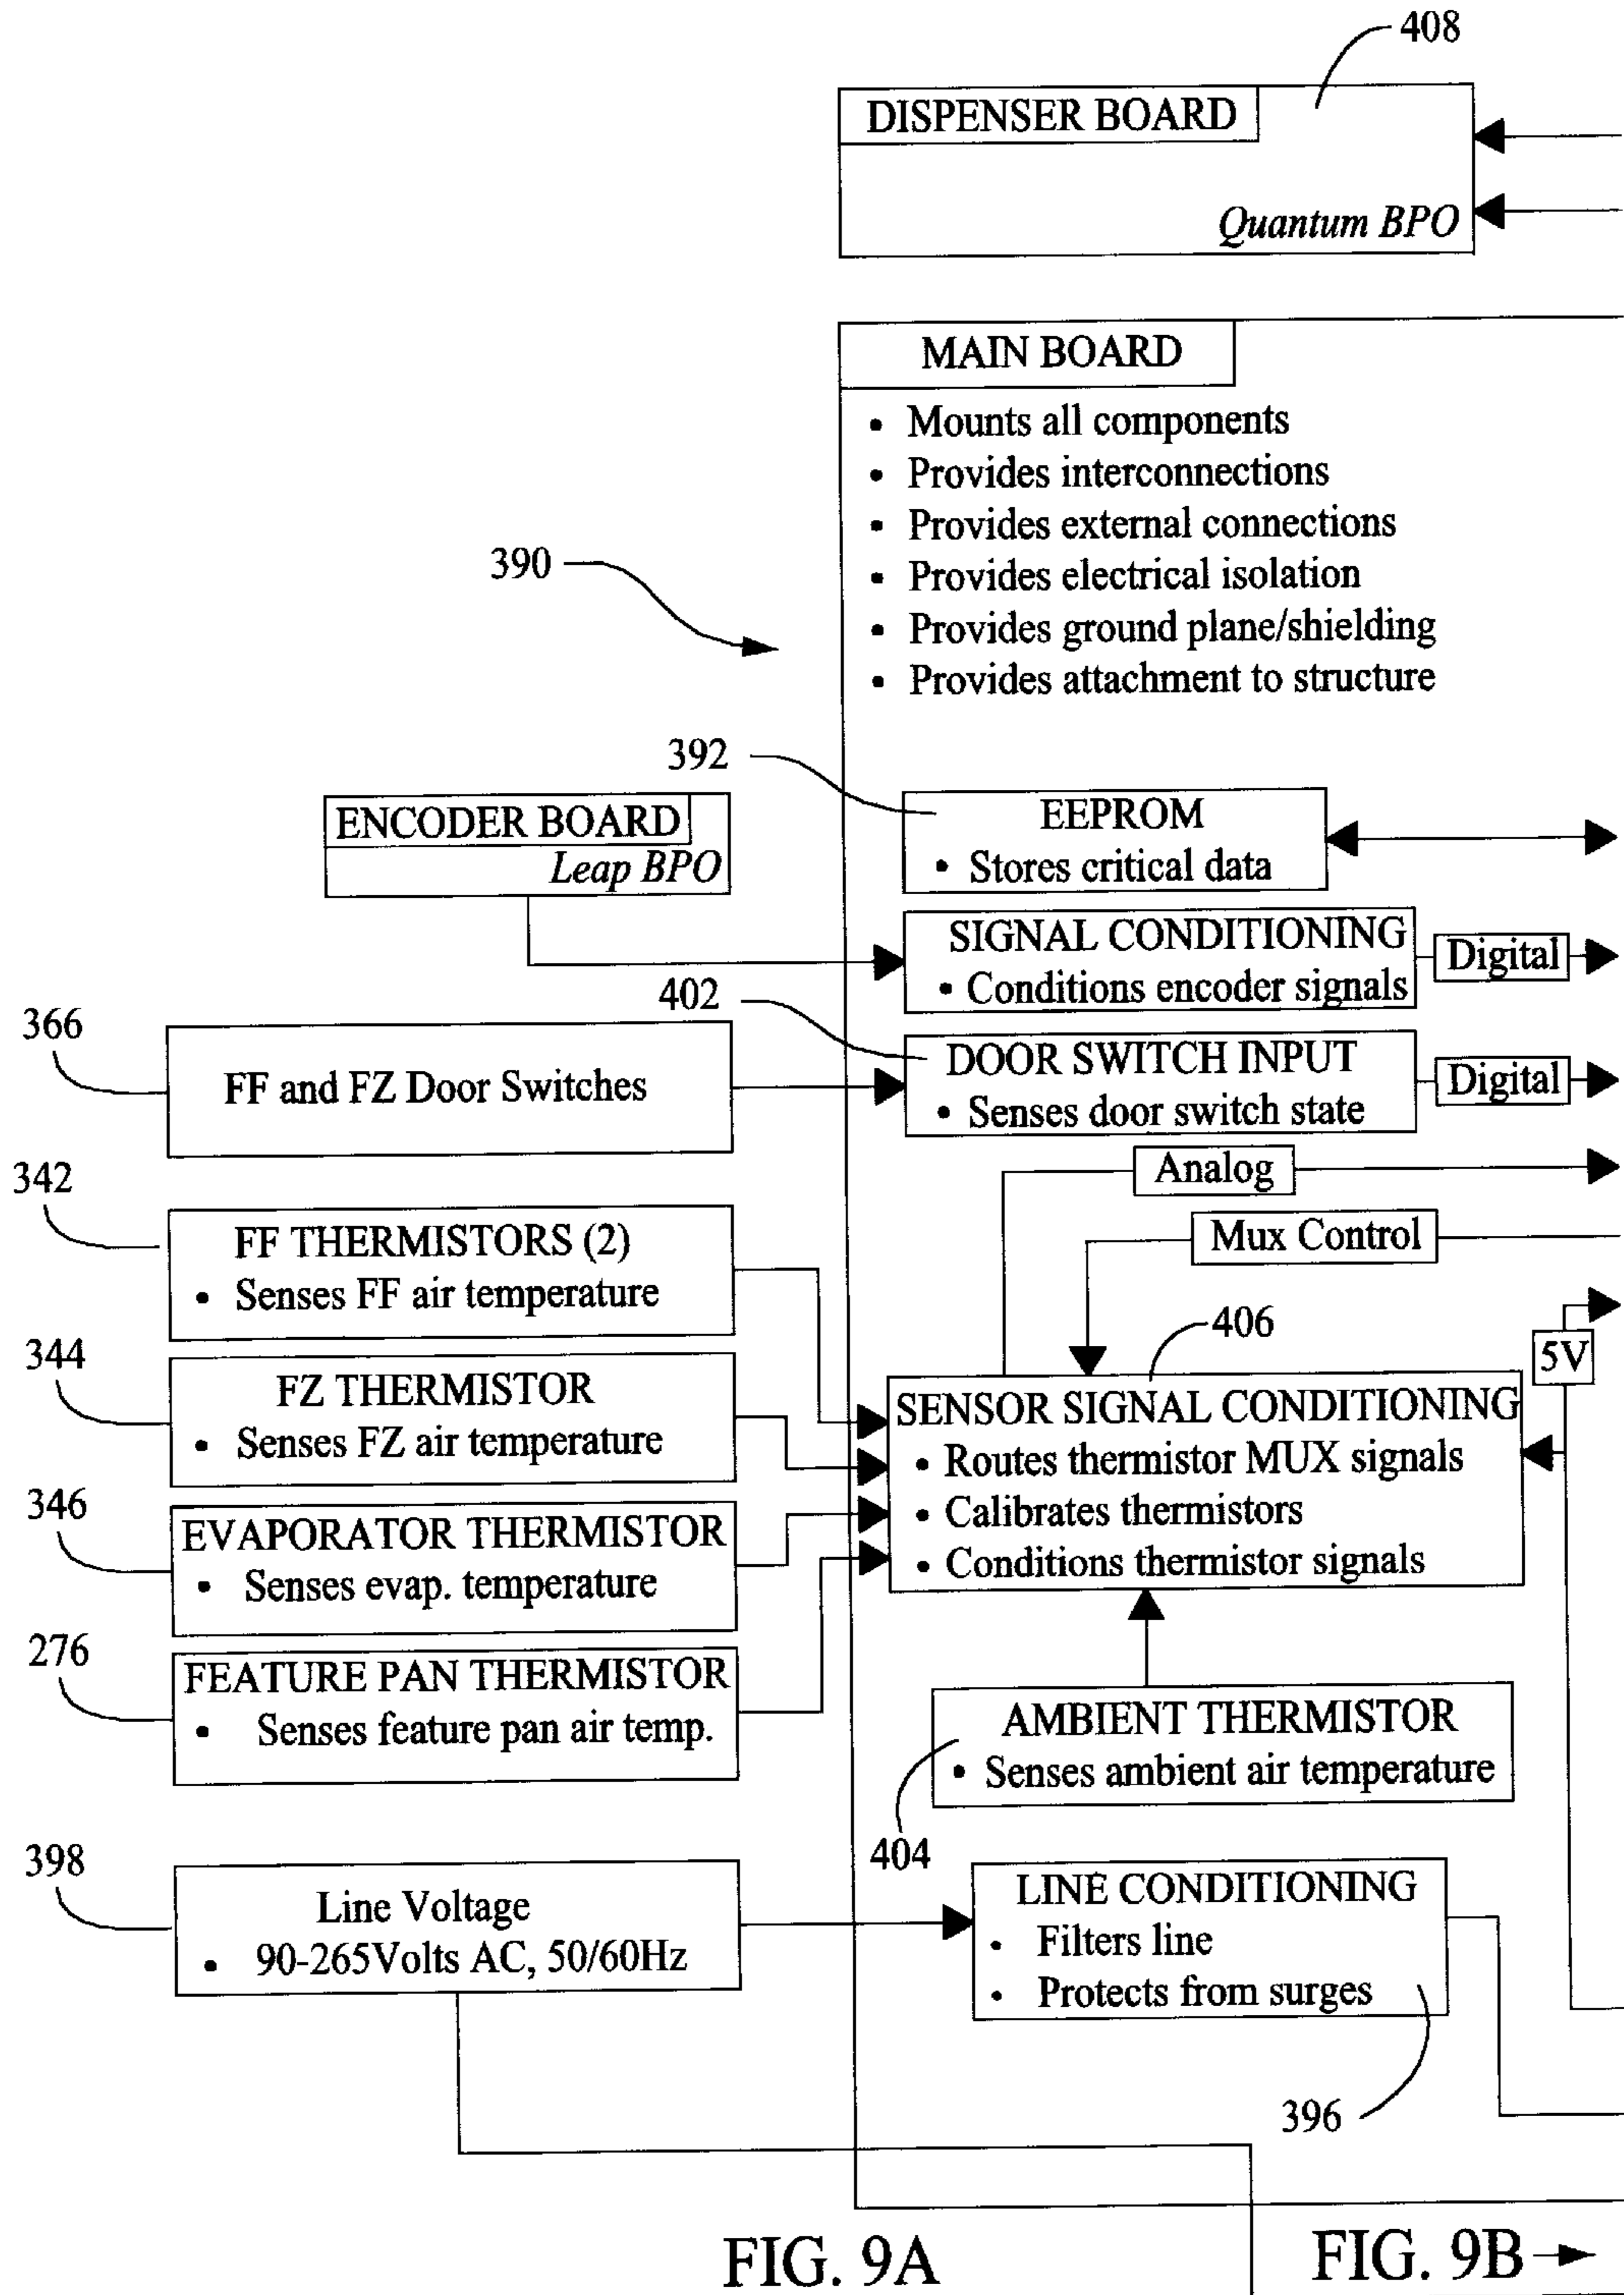 408
DISPENSER BOARD
Quantum BPO
MAIN BOARD
• Mounts all components
• Provides interconnections
• Provides external connections
390
• Provides electrical isolation
• Provides ground plane/shielding
• Provides attachment to structure
392
ENCODER BOARD
Leap BPO
EEPROM
• Stores critical data
SIGNAL CONDITIONING
• Conditions encoder signals
Digital
402
366
FF and FZ Door Switches
DOOR SWITCH INPUT
• Senses door switch state
Digital
Analog
342
FF THERMISTORS (2)
• Senses FF air temperature
Mux Control
406
5V
344
FZ THERMISTOR
• Senses FZ air temperature
SENSOR SIGNAL CONDITIONING
• Routes thermistor MUX signals
• Calibrates thermistors
• Conditions thermistor signals
346
EVAPORATOR THERMISTOR
• Senses evap. temperature
276
FEATURE PAN THERMISTOR
• Senses feature pan air temp.
AMBIENT THERMISTOR
• Senses ambient air temperature
404
398
Line Voltage
• 90-265Volts AC, 50/60Hz
LINE CONDITIONING
• Filters line
• Protects from surges
396
FIG. 9A
FIG. 9B